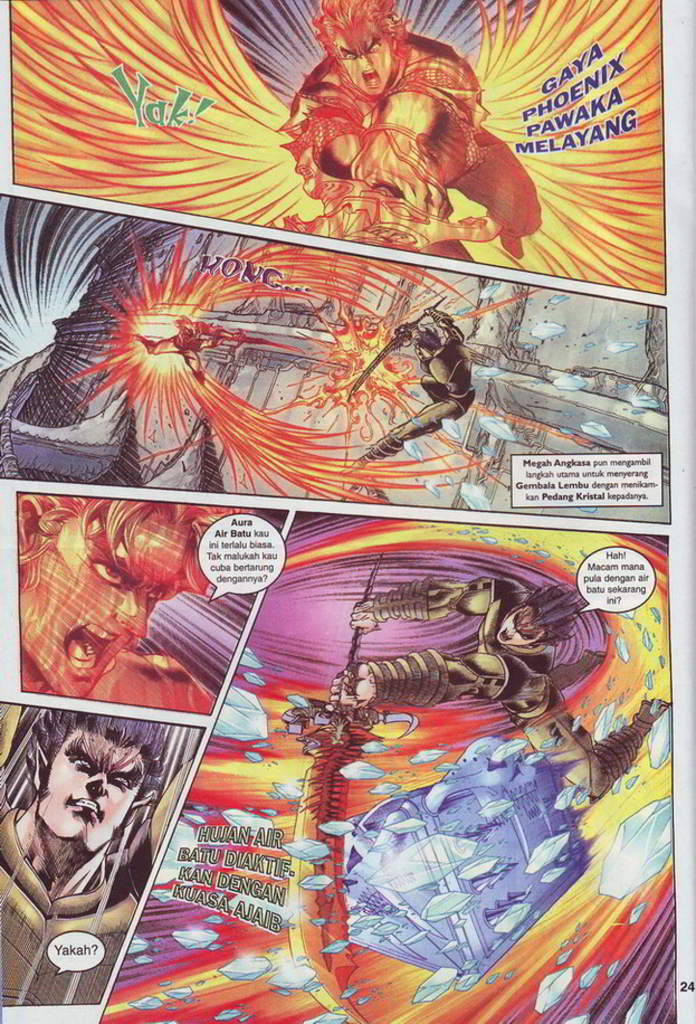 Yak!
GAYA
PHOENIX
PAWAKA
MELAYANG
HONG...
Megah Angkasa pun mengambil
langkah utama untuk menyerang
Gembala Lembu dengan menikam-
kan Pedang Kristal kepadanya.
Aura
Air Batu kau
ini terlalu biasa.
Tak malukah kau
cuba bertarung
dengannya?
Hah!
Macam mana
pula dengan air
batu sekarang
ini?
Yakah?
HUJAN AIR
BATU DIAKTIF-
KAN DENGAN
KUASA AJAIB
24